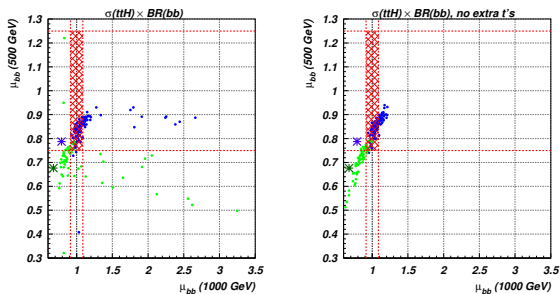 σ(ttH) × BR(bb)
μbb (500 GeV)
1.3
1.2
1.1
1
0.9
0.8
0.7
0.6
0.5
0.4
0.3
1 1.5 2 2.5 3 3.5
μbb (1000 GeV)
σ(ttH) × BR(bb), no extra t's
μbb (500 GeV)
1.3
1.2
1.1
1
0.9
0.8
0.7
0.6
0.5
0.4
0.3
1 1.5 2 2.5 3 3.5
μbb (1000 GeV)